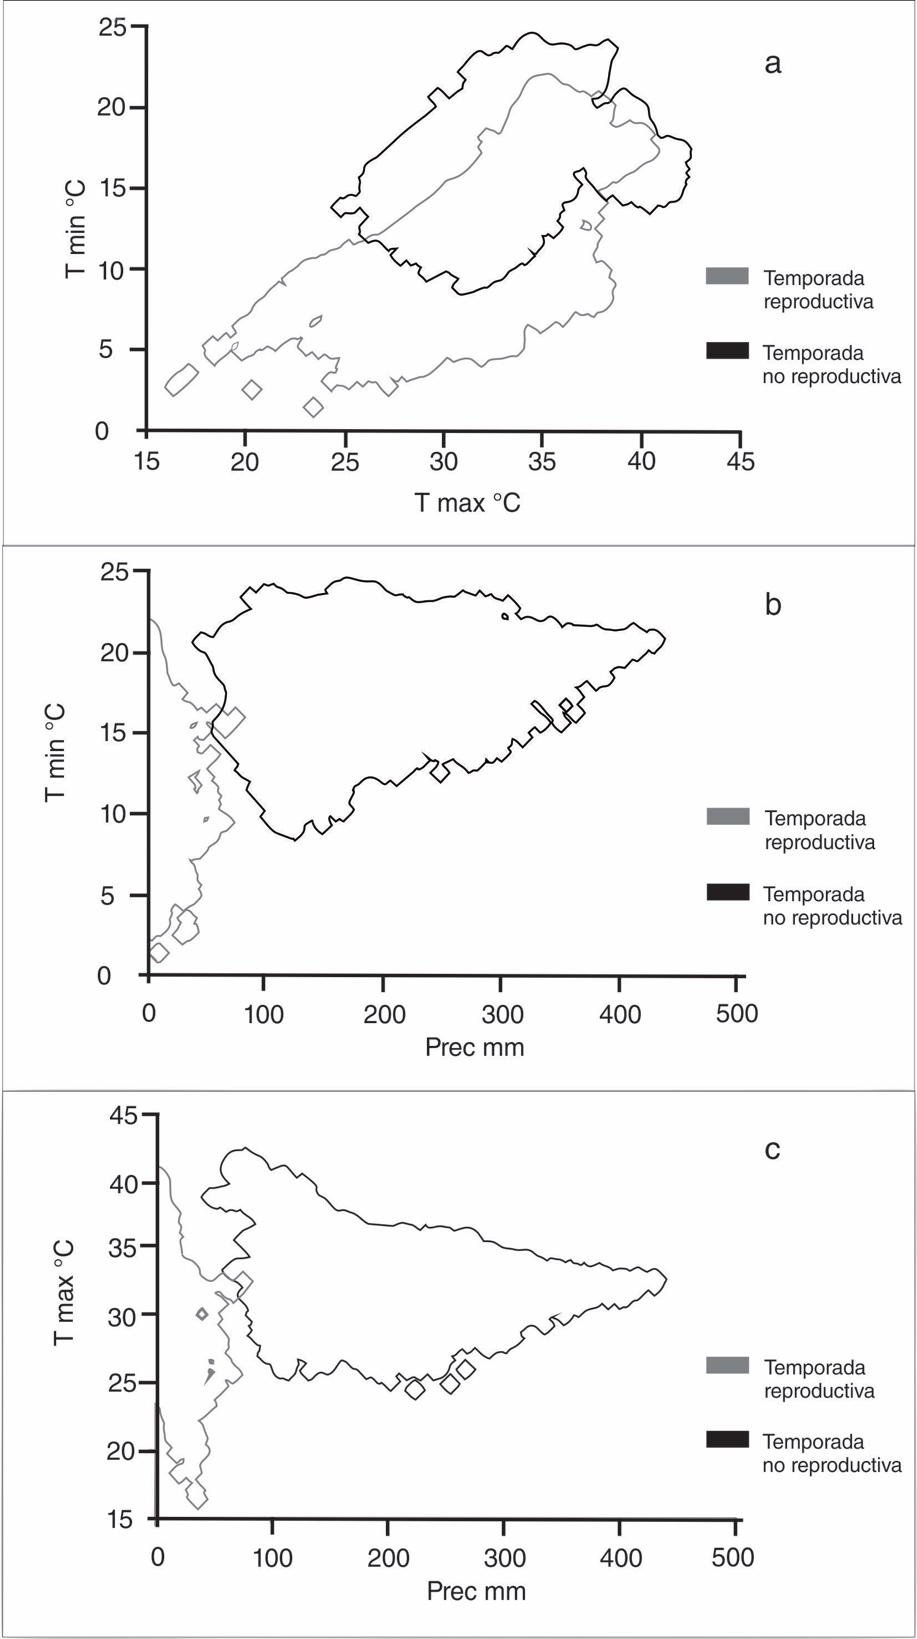 a
25
20
15
10
5
0
T min °C
15 20 25 30 35 40 45
T max °C
Temporada
reproductiva
Temporada
no reproductiva
b
25
20
15
10
5
0
T min °C
0 100 200 300 400 500
Prec mm
Temporada
reproductiva
Temporada
no reproductiva
c
45
40
35
30
25
20
15
T max °C
0 100 200 300 400 500
Prec mm
Temporada
reproductiva
Temporada
no reproductiva